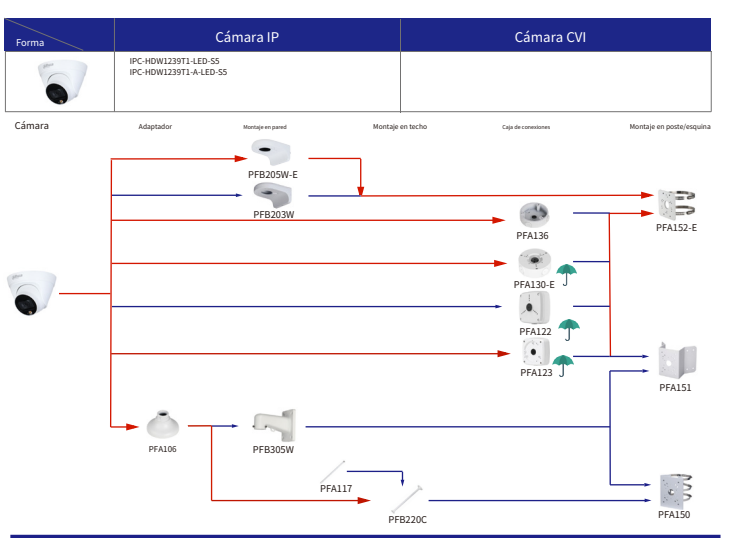 Forma
Cámara IP
Cámara CVI
IPC-HDW1239T1-LED-S5
IPC-HDW1239T1-A-LED-S5
Cámara
Adaptador
Montaje en pared
Montaje en techo
Caja de conexiones
Montaje en poste/esquina
PFB205W-E
PFB203W
PFA152-E
PFA136
PFA130-E
PFA122
PFA123
PFA151
PFA106
PFB305W
PFA117
PFB220C
PFA150